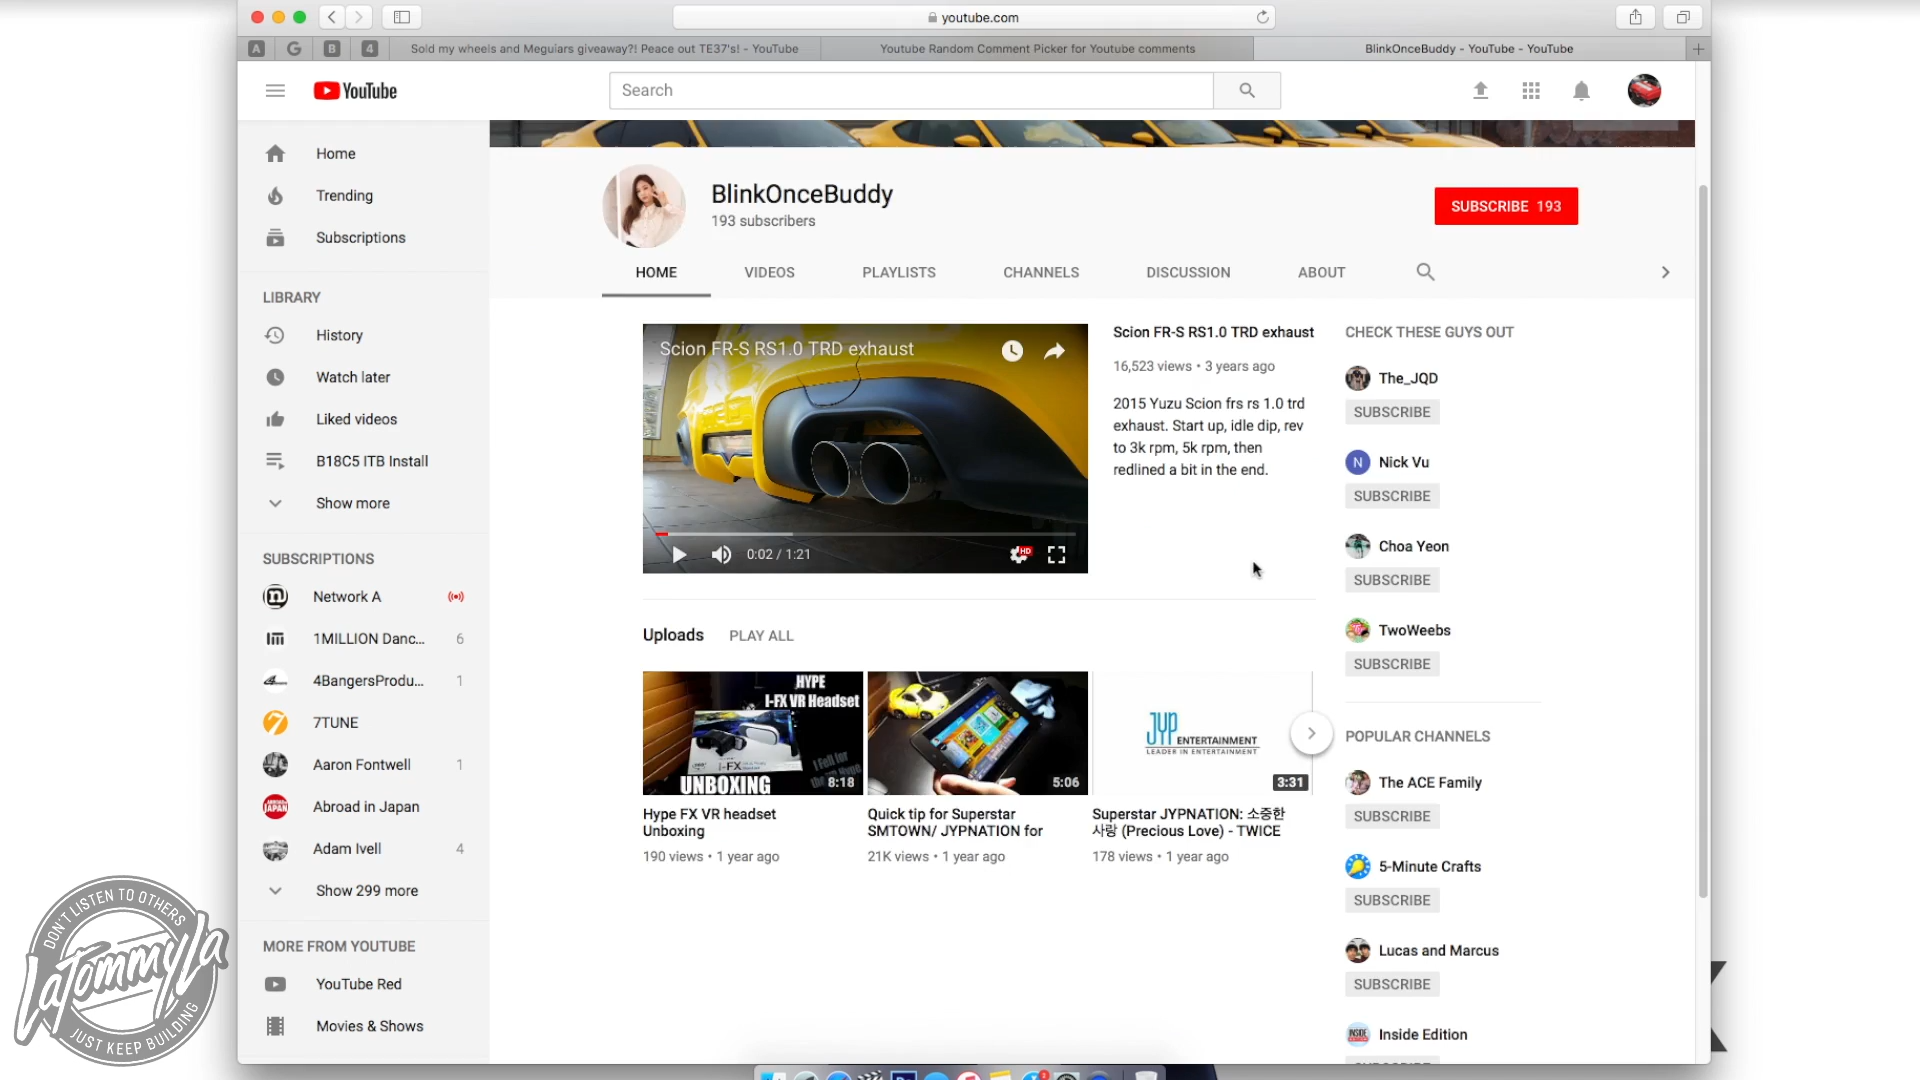 youtube.com
A
G
B
4
Sold my wheels and Meguiars giveaway?! Peace out TE37's! - YouTube
Youtube Random Comment Picker for Youtube comments
BlinkOnceBuddy - YouTube - YouTube
YouTube
Search
Home
Trending
Subscriptions
LIBRARY
History
Watch later
Liked videos
B18C5 ITB Install
Show more
SUBSCRIPTIONS
Network A
1MILLION Danc... 6
4BangersProdu... 1
7TUNE
Aaron Fontwell 1
Abroad in Japan
Adam Ivell 4
Show 299 more
MORE FROM YOUTUBE
YouTube Red
Movies & Shows
BlinkOnceBuddy
193 subscribers
SUBSCRIBE 193
HOME
VIDEOS
PLAYLISTS
CHANNELS
DISCUSSION
ABOUT
Scion FR-S RS1.0 TRD exhaust
0:02 / 1:21
HD
Scion FR-S RS1.0 TRD exhaust
16,523 views • 3 years ago
2015 Yuzu Scion frs rs 1.0 trd
exhaust. Start up, idle dip, rev
to 3k rpm, 5k rpm, then
redlined a bit in the end.
Uploads PLAY ALL
HYPE
I-FX VR Headset
I-FX
I Fell for
the Hype
UNBOXING
8:18
Hype FX VR headset
Unboxing
190 views • 1 year ago
5:06
Quick tip for Superstar
SMTOWN/ JYPNATION for
21K views • 1 year ago
JYP ENTERTAINMENT
LEADER IN ENTERTAINMENT
3:31
Superstar JYPNATION: 소중한
사랑 (Precious Love) - TWICE
178 views • 1 year ago
CHECK THESE GUYS OUT
The_JQD
SUBSCRIBE
N
Nick Vu
SUBSCRIBE
Choa Yeon
SUBSCRIBE
TwoWeebs
SUBSCRIBE
POPULAR CHANNELS
The ACE Family
SUBSCRIBE
5-Minute Crafts
SUBSCRIBE
Lucas and Marcus
SUBSCRIBE
INSIDE EDITION
Inside Edition
SUBSCRIBE
DON'T LISTEN TO OTHERS
LaTommyLa
JUST KEEP BUILDING